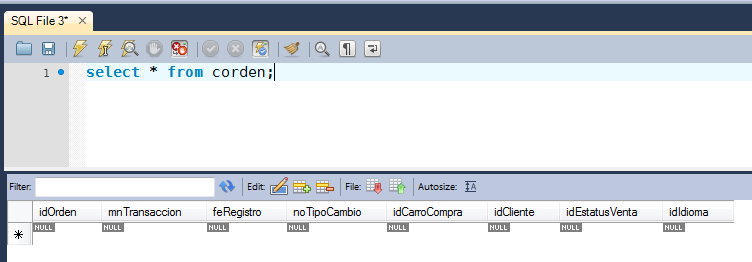 SQL File 3*
1 select * from corden;
Filter: Edit: File: Autosize:
idOrden mnTransaccion feRegistro noTipoCambio idCarroCompra idCliente idEstatusVenta idIdioma
* NULL NULL NULL NULL NULL NULL NULL NULL